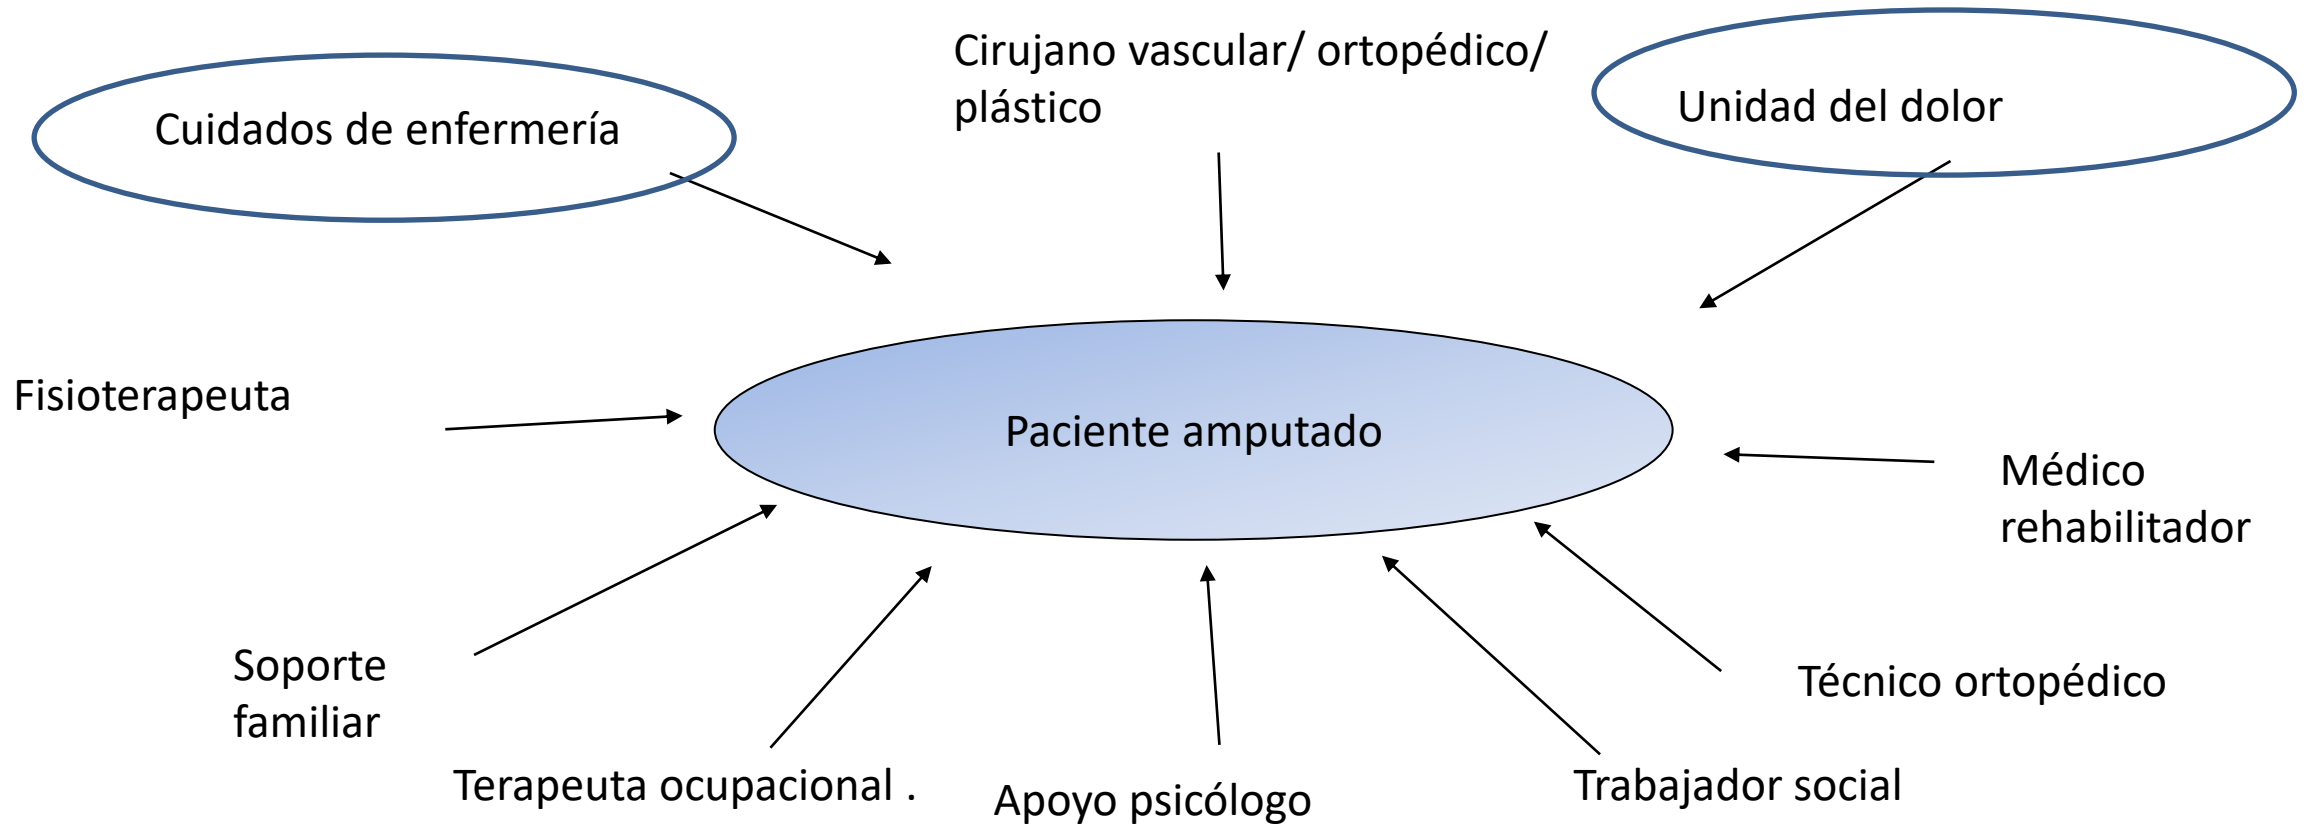 Cirujano vascular/ ortopédico/
plástico
Cuidados de enfermería
Unidad del dolor
Fisioterapeuta
Paciente amputado
Médico
rehabilitador
Soporte
familiar
Técnico ortopédico
Terapeuta ocupacional .
Apoyo psicólogo
Trabajador social